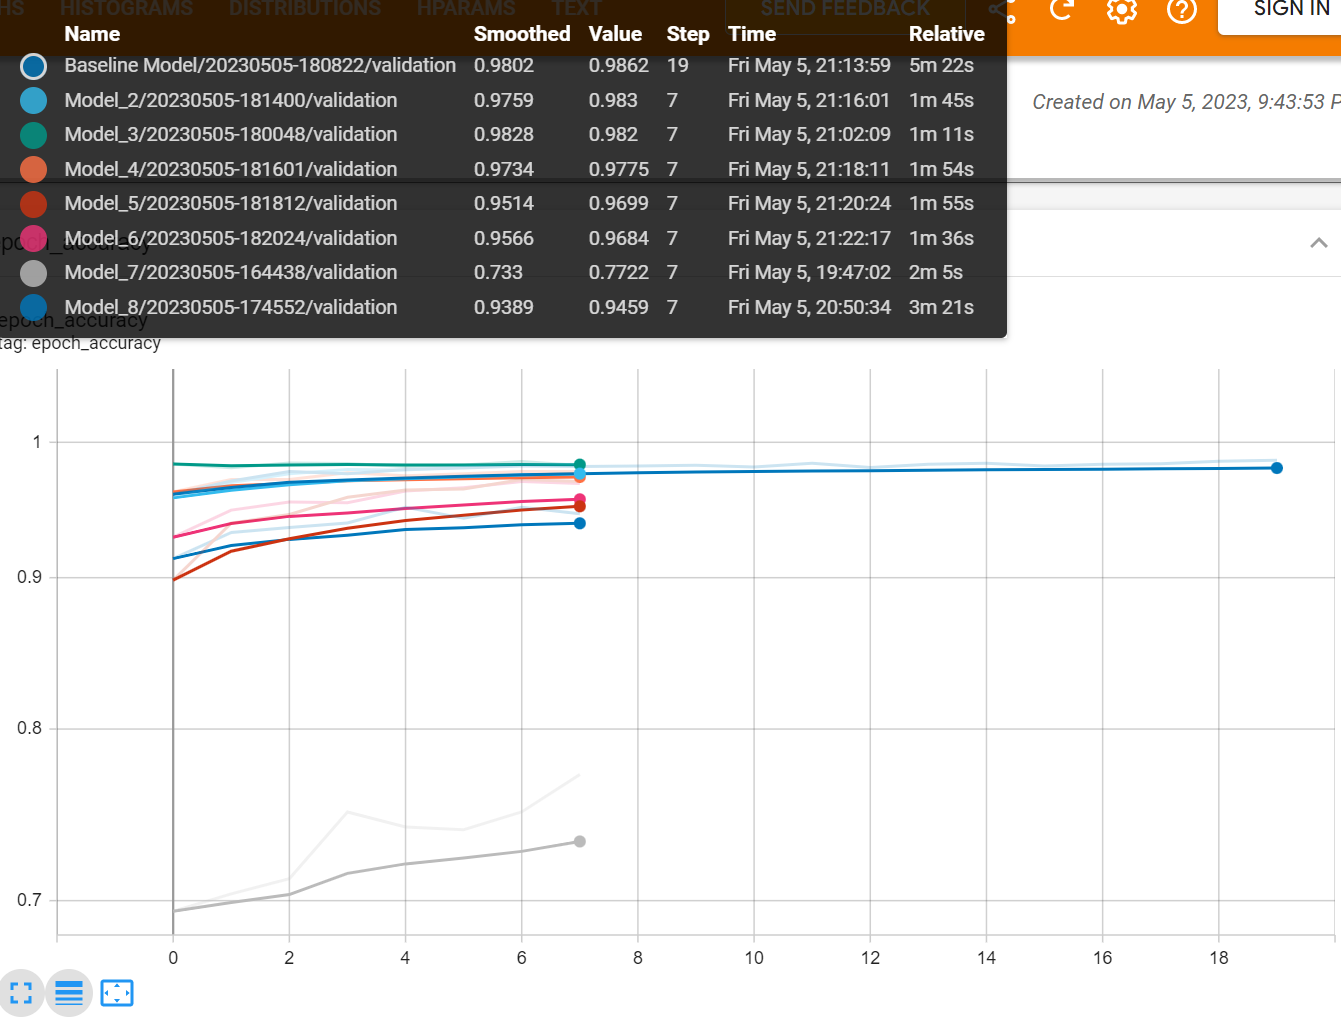 HS HISTOGRAMS DISTRIBUTIONS HPARAMS TEXT SEND FEEDBACK SIGN IN
Name Smoothed Value Step Time Relative
Baseline Model/20230505-180822/validation 0.9802 0.9862 19 Fri May 5, 21:13:59 5m 22s
Model_2/20230505-181400/validation 0.9759 0.983 7 Fri May 5, 21:16:01 1m 45s
Created on May 5, 2023, 9:43:53 P
Model_3/20230505-180048/validation 0.9828 0.982 7 Fri May 5, 21:02:09 1m 11s
Model_4/20230505-181601/validation 0.9734 0.9775 7 Fri May 5, 21:18:11 1m 54s
Model_5/20230505-181812/validation 0.9514 0.9699 7 Fri May 5, 21:20:24 1m 55s
Model_6/20230505-182024/validation 0.9566 0.9684 7 Fri May 5, 21:22:17 1m 36s
poch_accuracy
Model_7/20230505-164438/validation 0.733 0.7722 7 Fri May 5, 19:47:02 2m 5s
Model_8/20230505-174552/validation 0.9389 0.9459 7 Fri May 5, 20:50:34 3m 21s
epoch_accuracy
tag: epoch_accuracy
1
0.9
0.8
0.7
0 2 4 6 8 10 12 14 16 18